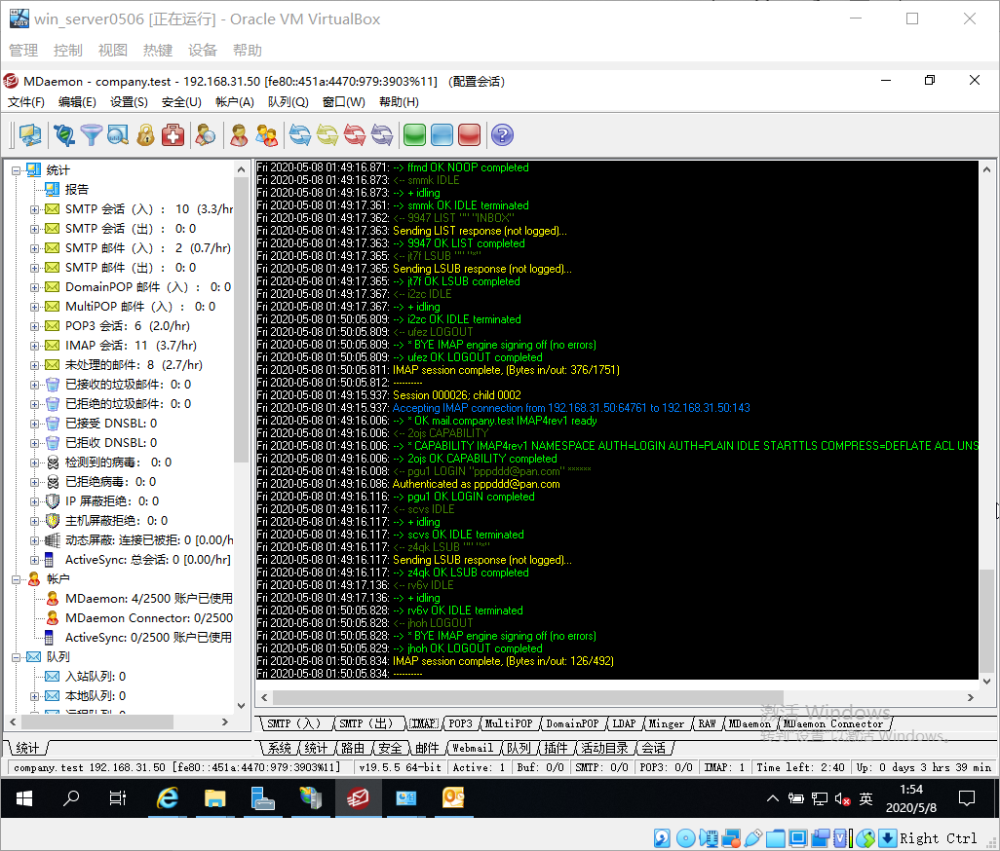 win_server0506 [正在运行] - Oracle VM VirtualBox
管理 控制 视图 热键 设备 帮助
MDaemon - company.test - 192.168.31.50 [fe80::451a:4470:979:3903%11] (配置会话)
文件(F) 编辑(E) 设置(S) 安全(U) 帐户(A) 队列(Q) 窗口(W) 帮助(H)
统计
报告
SMTP 会话（入）： 10 (3.3/hr
SMTP 会话（出）： 0: 0
SMTP 邮件（入）： 2 (0.7/hr)
SMTP 邮件（出）： 0: 0
DomainPOP 邮件（入）： 0: 0
MultiPOP 邮件（入）： 0: 0
POP3 会话：6 (2.0/hr)
IMAP 会话：11 (3.7/hr)
未处理的邮件：8 (2.7/hr)
已接收的垃圾邮件：0: 0
已拒绝的垃圾邮件：0: 0
已接受 DNSBL: 0
已拒收 DNSBL: 0
检测到的病毒： 0: 0
已拒绝病毒：0: 0
IP 屏蔽拒绝：0: 0
主机屏蔽拒绝：0: 0
动态屏蔽: 连接已被拒: 0 [0.00/h
ActiveSync: 总会话: 0 [0.00/hr]
帐户
MDaemon: 4/2500 账户已使用
MDaemon Connector: 0/2500
ActiveSync: 0/2500 账户已使用
队列
入站队列: 0
本地队列: 0
远程队列: 0
统计
Fri 2020-05-08 01:49:16.871: --> ffmd OK NOOP completed
Fri 2020-05-08 01:49:16.873: <-- smmk IDLE
Fri 2020-05-08 01:49:16.873: --> + idling
Fri 2020-05-08 01:49:17.361: --> smmk OK IDLE terminated
Fri 2020-05-08 01:49:17.362: <-- 9947 LIST "" "INBOX"
Fri 2020-05-08 01:49:17.363: Sending LIST response (not logged)...
Fri 2020-05-08 01:49:17.363: --> 9947 OK LIST completed
Fri 2020-05-08 01:49:17.365: <-- jt7f LSUB "" "*"
Fri 2020-05-08 01:49:17.365: Sending LSUB response (not logged)...
Fri 2020-05-08 01:49:17.365: --> jt7f OK LSUB completed
Fri 2020-05-08 01:49:17.367: <-- i2zc IDLE
Fri 2020-05-08 01:49:17.367: --> + idling
Fri 2020-05-08 01:50:05.809: --> i2zc OK IDLE terminated
Fri 2020-05-08 01:50:05.809: <-- ufez LOGOUT
Fri 2020-05-08 01:50:05.809: --> * BYE IMAP engine signing off (no errors)
Fri 2020-05-08 01:50:05.809: --> ufez OK LOGOUT completed
Fri 2020-05-08 01:50:05.811: IMAP session complete, (Bytes in/out: 376/1751)
Fri 2020-05-08 01:50:05.812: ----------
Fri 2020-05-08 01:49:15.937: Session 000026; child 0002
Fri 2020-05-08 01:49:15.337: Accepting IMAP connection from 192.168.31.50:64761 to 192.168.31.50:143
Fri 2020-05-08 01:49:16.006: --> * OK mail.company.test IMAP4rev1 ready
Fri 2020-05-08 01:49:16.006: <-- 2ojs CAPABILITY
Fri 2020-05-08 01:49:16.006: --> * CAPABILITY IMAP4rev1 NAMESPACE AUTH=LOGIN AUTH=PLAIN IDLE STARTTLS COMPRESS=DEFLATE ACL UNS
Fri 2020-05-08 01:49:16.006: --> 2ojs OK CAPABILITY completed
Fri 2020-05-08 01:49:16.008: <-- pgu1 LOGIN "pppddd@pan.com" ******
Fri 2020-05-08 01:49:16.086: Authenticated as pppddd@pan.com
Fri 2020-05-08 01:49:16.116: --> pgu1 OK LOGIN completed
Fri 2020-05-08 01:49:16.117: <-- scvs IDLE
Fri 2020-05-08 01:49:16.117: --> + idling
Fri 2020-05-08 01:49:16.117: --> scvs OK IDLE terminated
Fri 2020-05-08 01:49:16.117: <-- z4qk LSUB "" "*"
Fri 2020-05-08 01:49:16.117: Sending LSUB response (not logged)...
Fri 2020-05-08 01:49:16.117: --> z4qk OK LSUB completed
Fri 2020-05-08 01:49:17.136: <-- rv6v IDLE
Fri 2020-05-08 01:49:17.136: --> + idling
Fri 2020-05-08 01:50:05.828: --> rv6v OK IDLE terminated
Fri 2020-05-08 01:50:05.828: <-- jhoh LOGOUT
Fri 2020-05-08 01:50:05.828: --> * BYE IMAP engine signing off (no errors)
Fri 2020-05-08 01:50:05.829: --> jhoh OK LOGOUT completed
Fri 2020-05-08 01:50:05.834: IMAP session complete, (Bytes in/out: 126/492)
Fri 2020-05-08 01:50:05.834: ----------
激活 Windows
转到"设置"以激活 Windows。
SMTP （入） SMTP （出） IMAP POP3 MultiPOP DomainPOP LDAP Minger RAW MDaemon MDaemon Connector
系统 统计 路由 安全 邮件 Webmail 队列 插件 活动目录 会话
company.test 192.168.31.50 [fe80::451a:4470:979:3903%11] v19.5.5 64-bit Active: 1 Buf: 0/0 SMTP: 0/0 POP3: 0/0 IMAP: 1 Time left: 2:40 Up: 0 days 3 hrs 39 min
英
1:54
2020/5/8
Right Ctrl